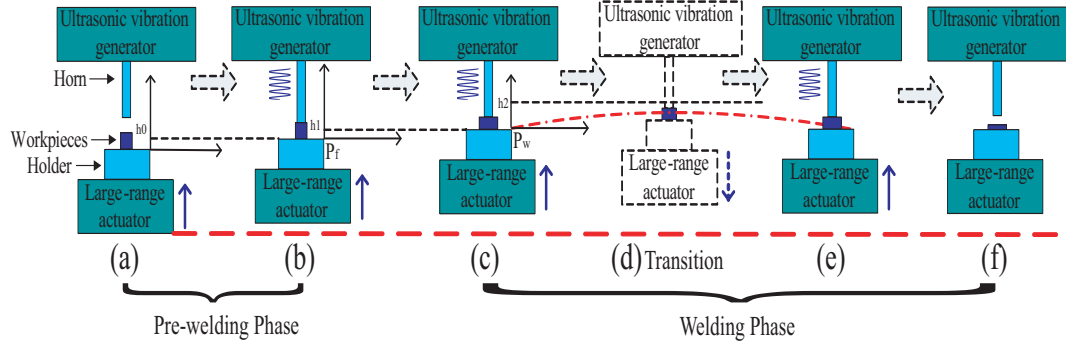 Ultrasonic vibration
generator
Ultrasonic vibration
generator
Ultrasonic vibration
generator
Ultrasonic vibration
generator
Ultrasonic vibration
generator
Ultrasonic vibration
generator
Horn
Workpieces
Holder
h0
h1
h2
Pf
Pw
Large-range
actuator
Large-range
actuator
Large-range
actuator
Large-range
actuator
Large-range
actuator
Large-range
actuator
(a)
(b)
(c)
(d) Transition
(e)
(f)
Pre-welding Phase
Welding Phase